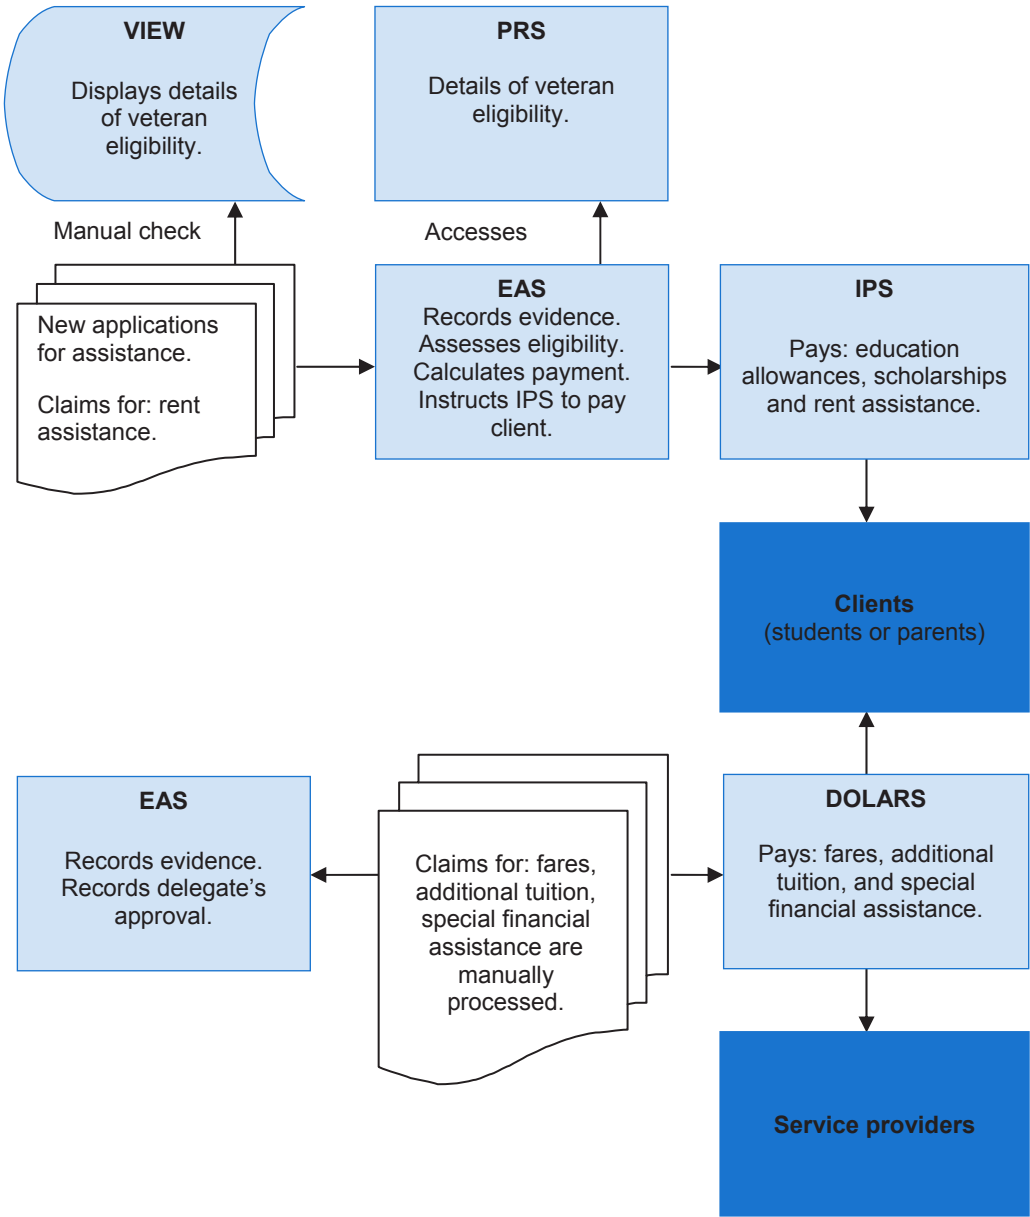 VIEW
Displays details
of veteran
eligibility.
PRS
Details of veteran
eligibility.
Manual check
Accesses
New applications
for assistance.
Claims for: rent
assistance.
EAS
Records evidence.
Assesses eligibility.
Calculates payment.
Instructs IPS to pay
client.
IPS
Pays: education
allowances, scholarships
and rent assistance.
Clients
(students or parents)
EAS
Records evidence.
Records delegate’s
approval.
Claims for: fares,
additional tuition,
special financial
assistance are
manually
processed.
DOLARS
Pays: fares, additional
tuition, and special
financial assistance.
Service providers